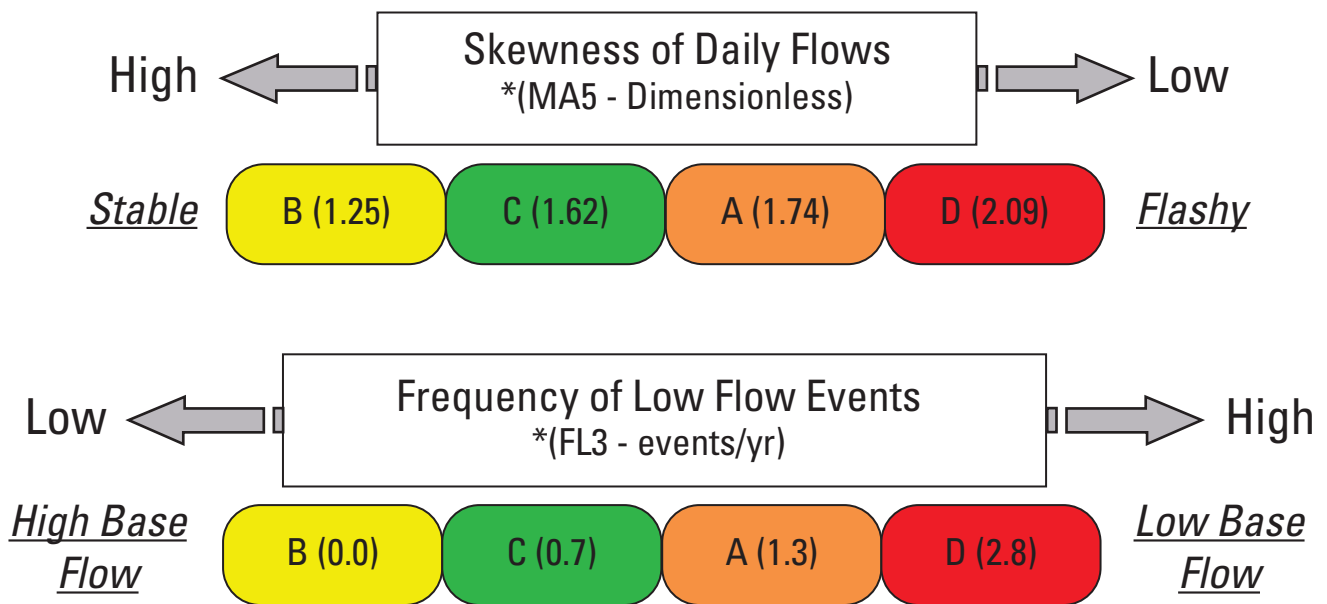 Skewness of Daily Flows
*(MA5 - Dimensionless)
High
Low
Stable
B (1.25)
C (1.62)
A (1.74)
D (2.09)
Flashy
Frequency of Low Flow Events
*(FL3 - events/yr)
Low
High
High Base
Flow
B (0.0)
C (0.7)
A (1.3)
D (2.8)
Low Base
Flow